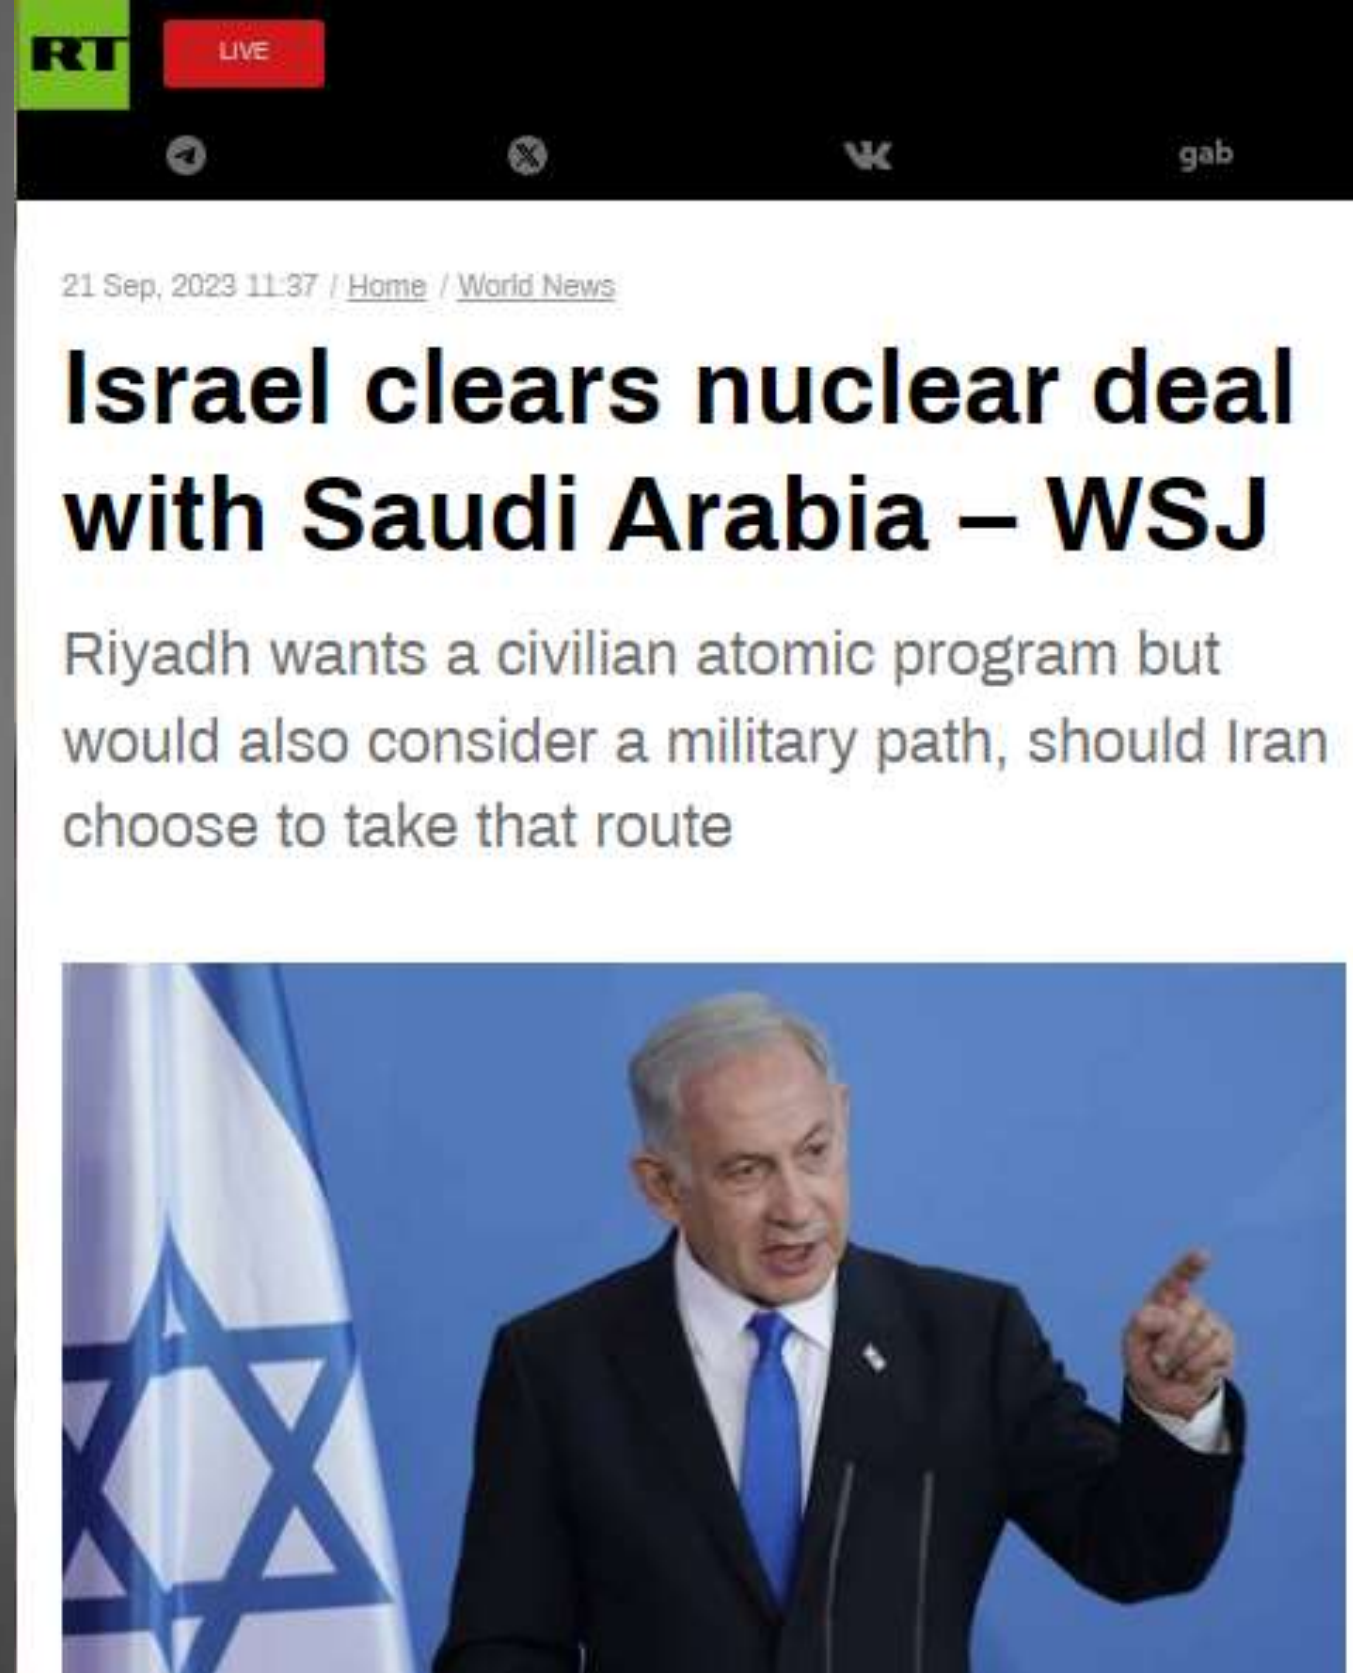 RT
LIVE
gab
21 Sep, 2023 11:37 / Home / World News
Israel clears nuclear deal
with Saudi Arabia – WSJ
Riyadh wants a civilian atomic program but
would also consider a military path, should Iran
choose to take that route